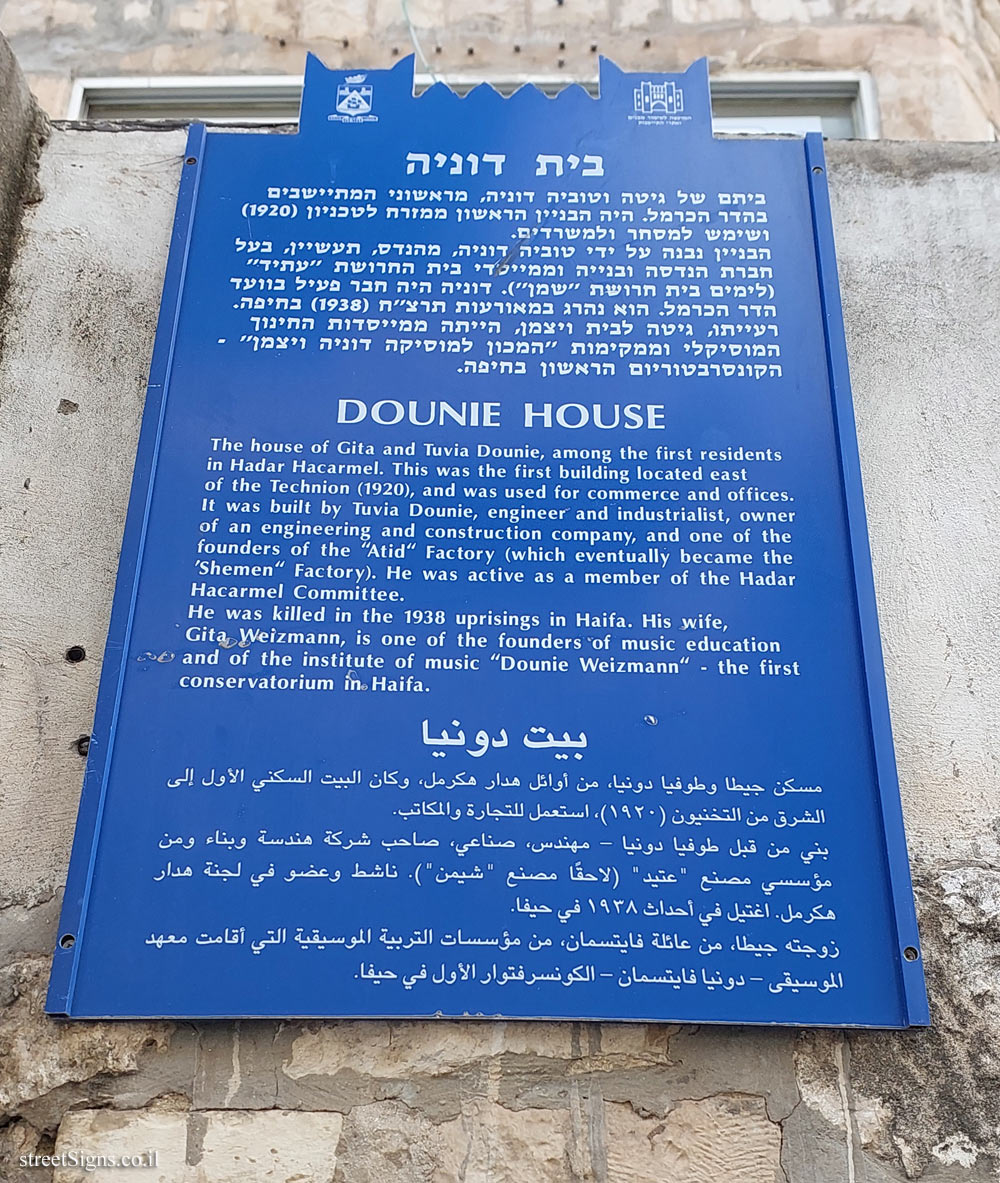 המועצה לשימור מבנים
ואתרי התיישבות
בית דוניה
ביתם של גיטה וטוביה דוניה, מראשוני המתיישבים
בהדר הכרמל. היה הבניין הראשון ממזרח לטכניון (1920)
ושימש למסחר ולמשרדים.
הבניין נבנה על ידי טוביה דוניה, מהנדס, תעשיין, בעל
חברת הנדסה ובנייה וממייסדי בית החרושת "עתיד"
(לימים בית חרושת "שמן"). דוניה היה חבר פעיל בוועד
הדר הכרמל. הוא נהרג במאורעות תרצ"ח (1938) בחיפה.
רעייתו, גיטה לבית ויצמן, הייתה ממייסדות החינוך
המוסיקלי וממקימות "המכון למוסיקה דוניה ויצמן" -
הקונסרבטוריום הראשון בחיפה.
DOUNIE HOUSE
The house of Gita and Tuvia Dounie, among the first residents
in Hadar Hacarmel. This was the first building located east
of the Technion (1920), and was used for commerce and offices.
It was built by Tuvia Dounie, engineer and industrialist, owner
of an engineering and construction company, and one of the
founders of the "Atid" Factory (which eventually became the
'Shemen" Factory). He was active as a member of the Hadar
Hacarmel Committee.
He was killed in the 1938 uprisings in Haifa. His wife,
Gita Weizmann, is one of the founders of music education
and of the institute of music "Dounie Weizmann" - the first
conservatorium in Haifa.
بيت دونيا
مسكن جيطا وطوفيا دونيا، من أوائل هدار هكرمل، وكان البيت السكني الأول إلى
الشرق من التخنيون (١٩٢٠)، استعمل للتجارة والمكاتب.
بني من قبل طوفيا دونيا – مهندس، صناعي، صاحب شركة هندسة وبناء ومن
مؤسسي مصنع "عتيد" (لاحقًا مصنع "شيمن"). ناشط وعضو في لجنة هدار
هكرمل. اغتيل في أحداث ١٩٣٨ في حيفا.
زوجته جيطا، من عائلة فايتسمان، من مؤسسات التربية الموسيقية التي أقامت معهد
الموسيقى – دونيا فايتسمان – الكونسرفتوار الأول في حيفا.
streetSigns.co.il